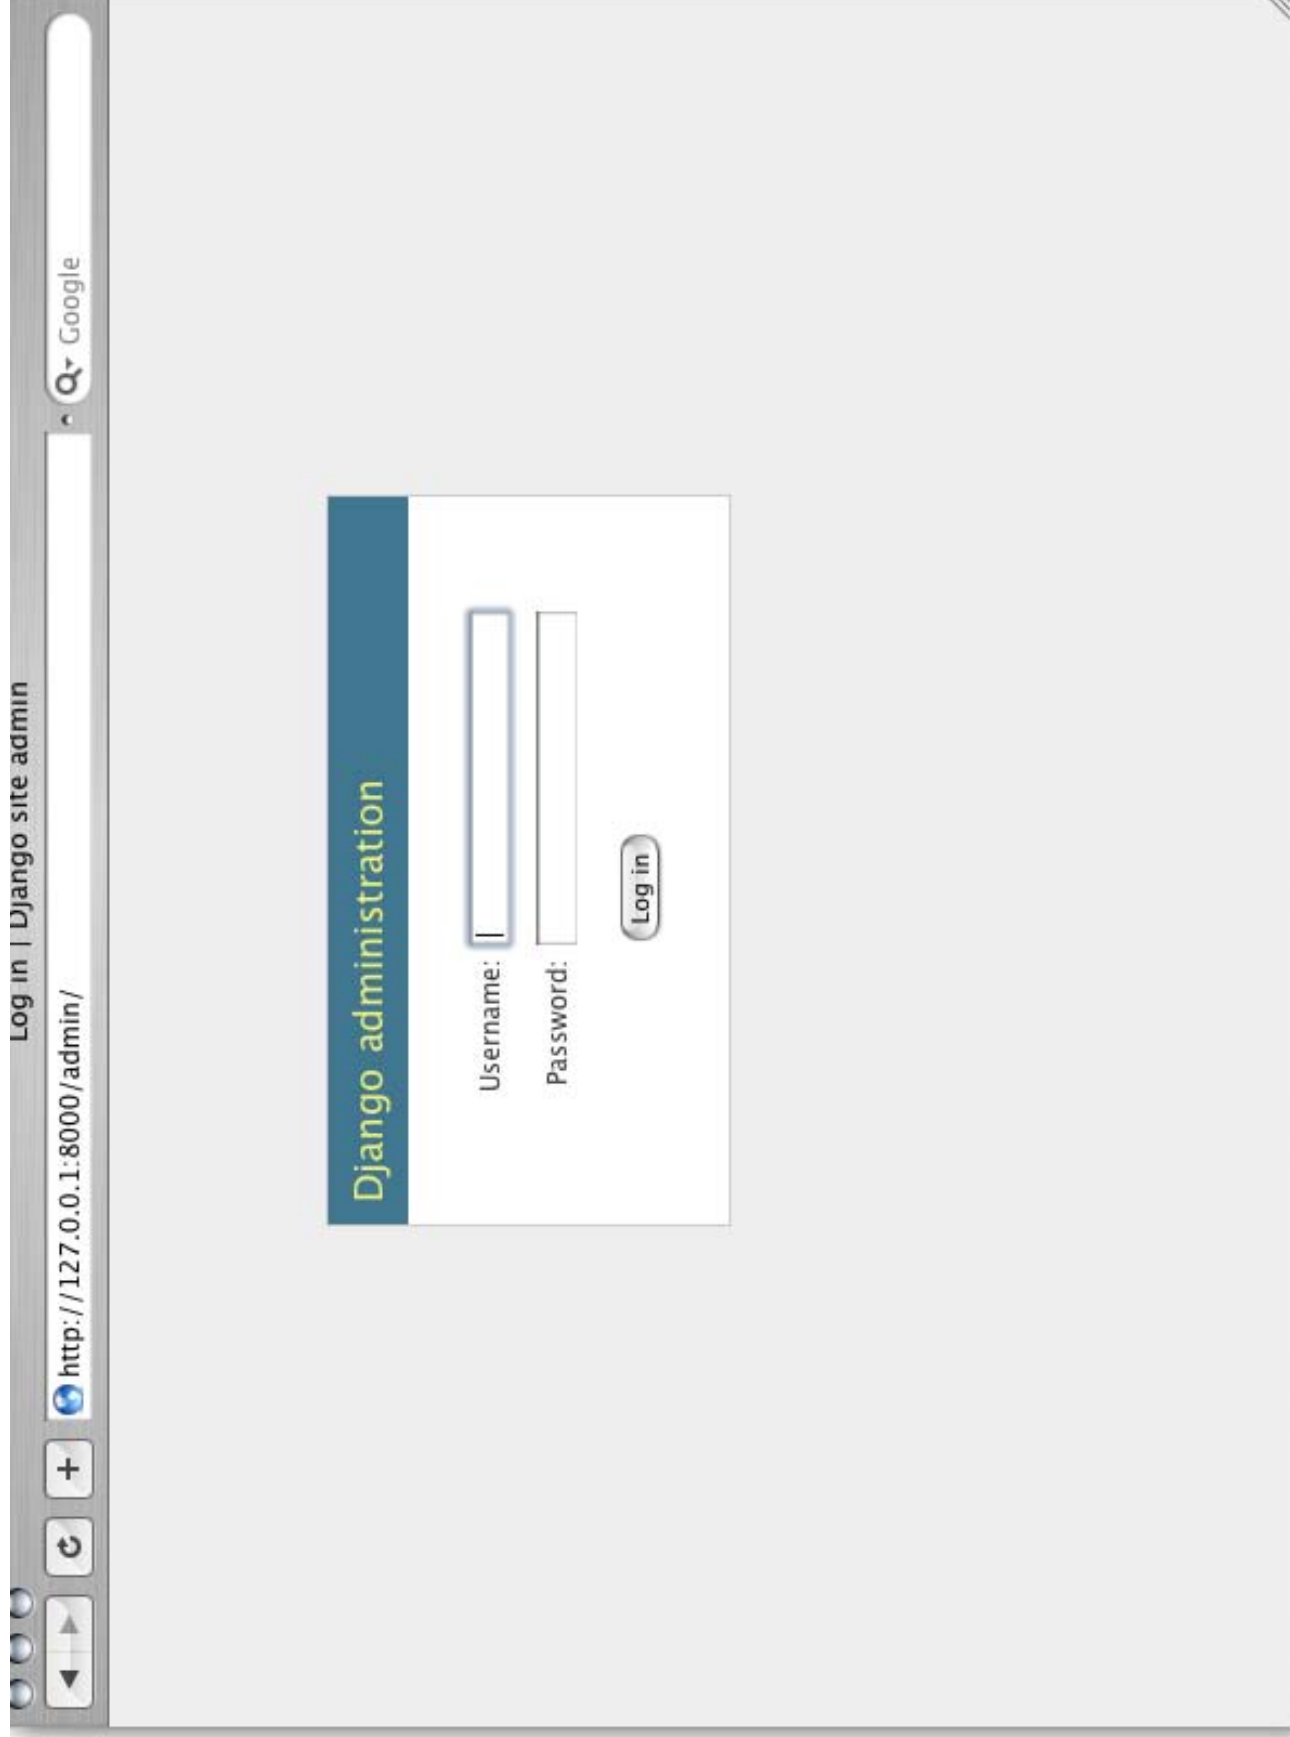 Log in | Django site admin
http://127.0.0.1:8000/admin/
Google
Django administration
Username:
Password:
Log in